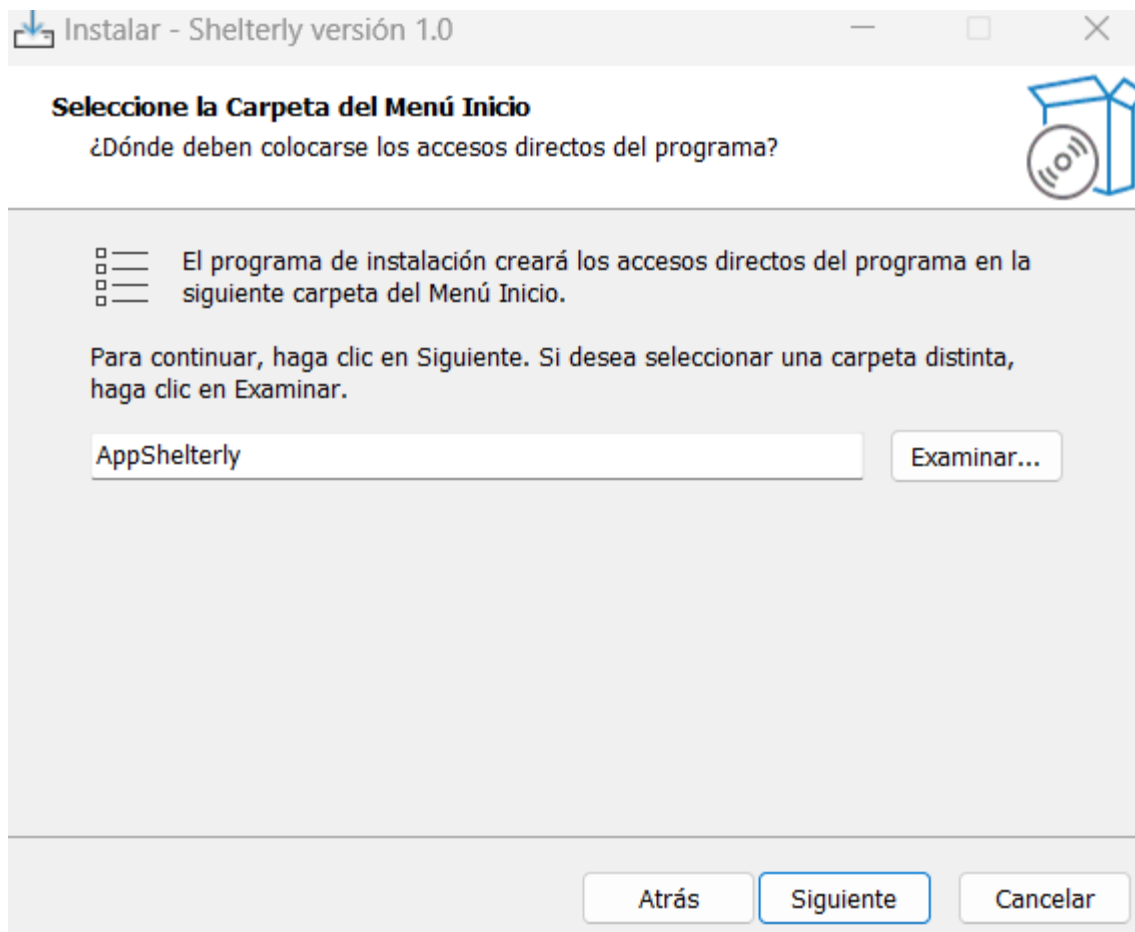 Instalar - Shelterly versión 1.0
Seleccione la Carpeta del Menú Inicio
¿Dónde deben colocarse los accesos directos del programa?
El programa de instalación creará los accesos directos del programa en la
siguiente carpeta del Menú Inicio.
Para continuar, haga clic en Siguiente. Si desea seleccionar una carpeta distinta,
haga clic en Examinar.
AppShelterly
Examinar...
Atrás
Siguiente
Cancelar